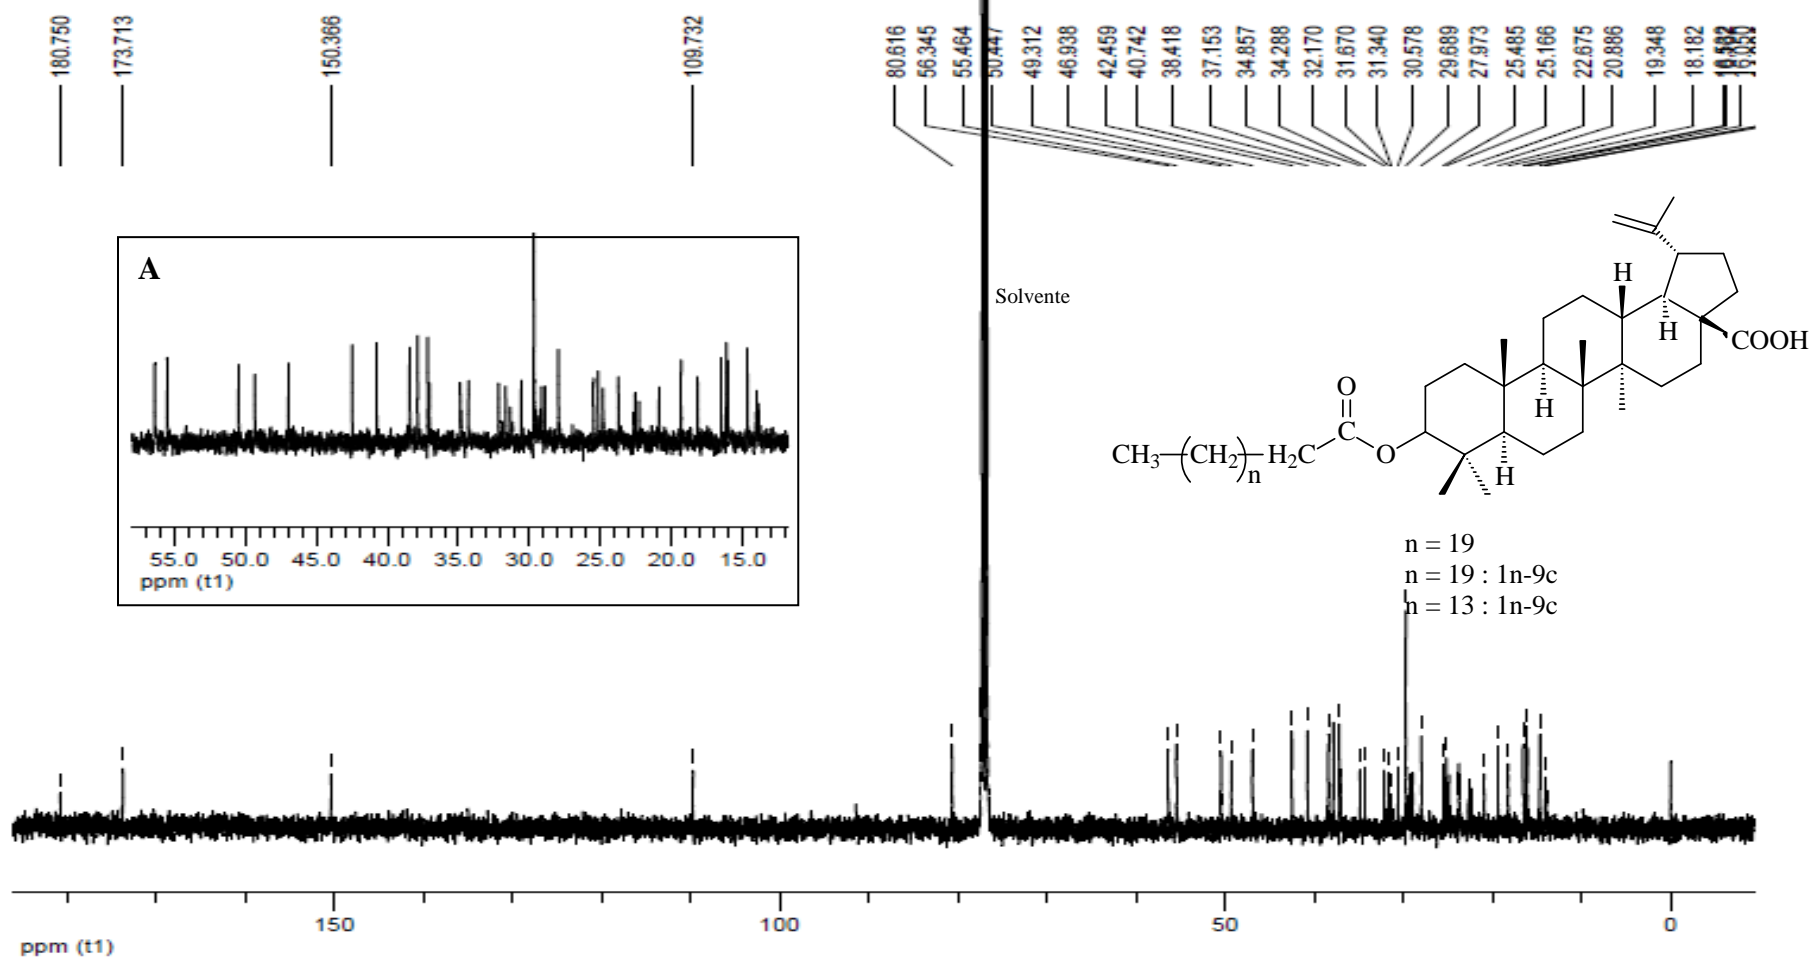 180.750
173.713
150.366
109.732
80.616
56.345
55.464
50.447
49.312
46.938
42.459
40.742
38.418
37.153
34.857
34.288
32.170
31.670
31.340
30.578
29.689
27.973
25.485
25.166
22.675
20.886
19.348
18.182
16.050
A
55.0 50.0 45.0 40.0 35.0 30.0 25.0 20.0 15.0
ppm (t1)
Solvente
H
H
COOH
H
O
C
CH3 (CH2)n H2C
O
H
n = 19
n = 19 : 1n-9c
n = 13 : 1n-9c
150 100 50 0
ppm (t1)